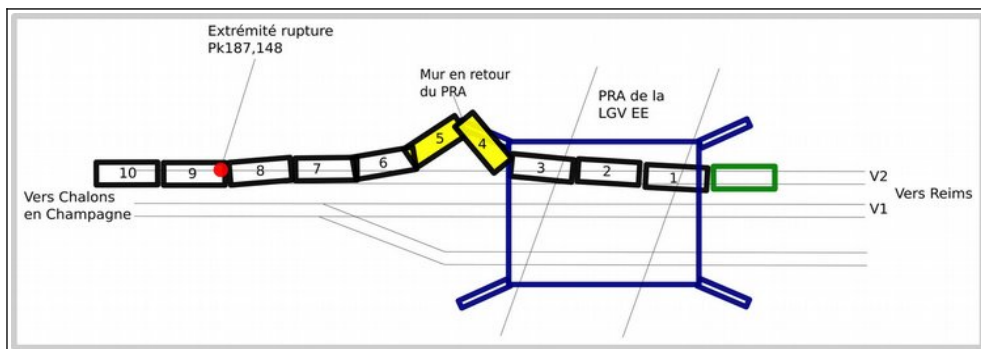 Extrémité rupture
Pk187,148
Mur en retour
du PRA
PRA de la
LGV EE
10
9
8
7
6
5
4
3
2
1
V2
Vers Chalons
en Champagne
Vers Reims
V1